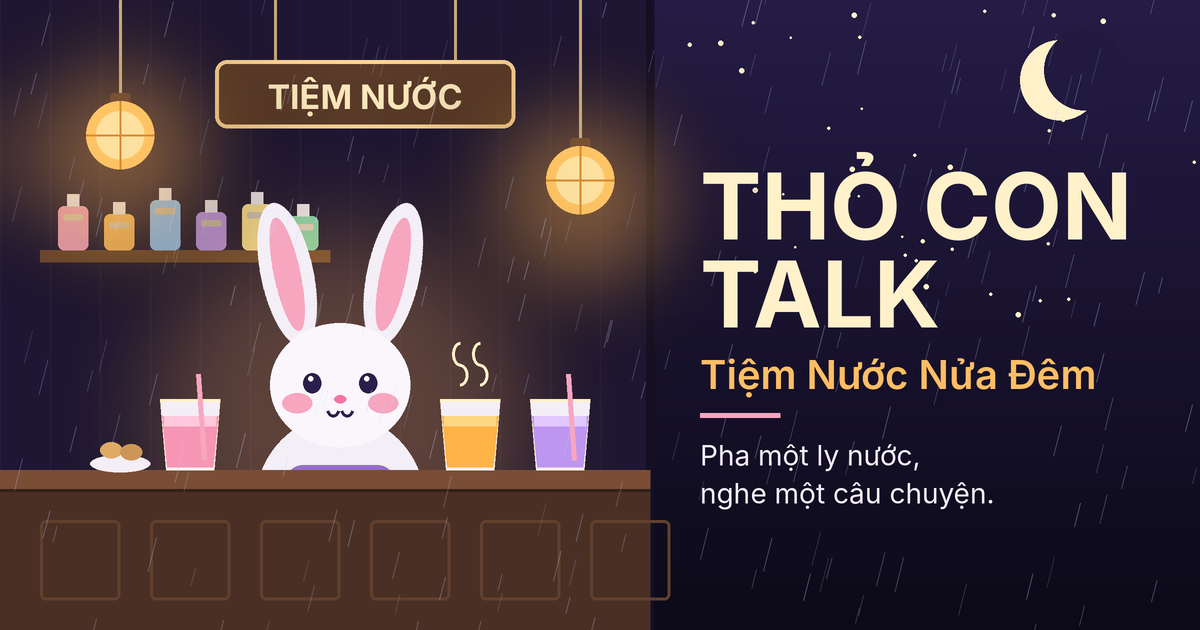 TIỆM NƯỚC
THỎ CON
TALK
Tiệm Nước Nửa Đêm
Pha một ly nước,
nghe một câu chuyện.